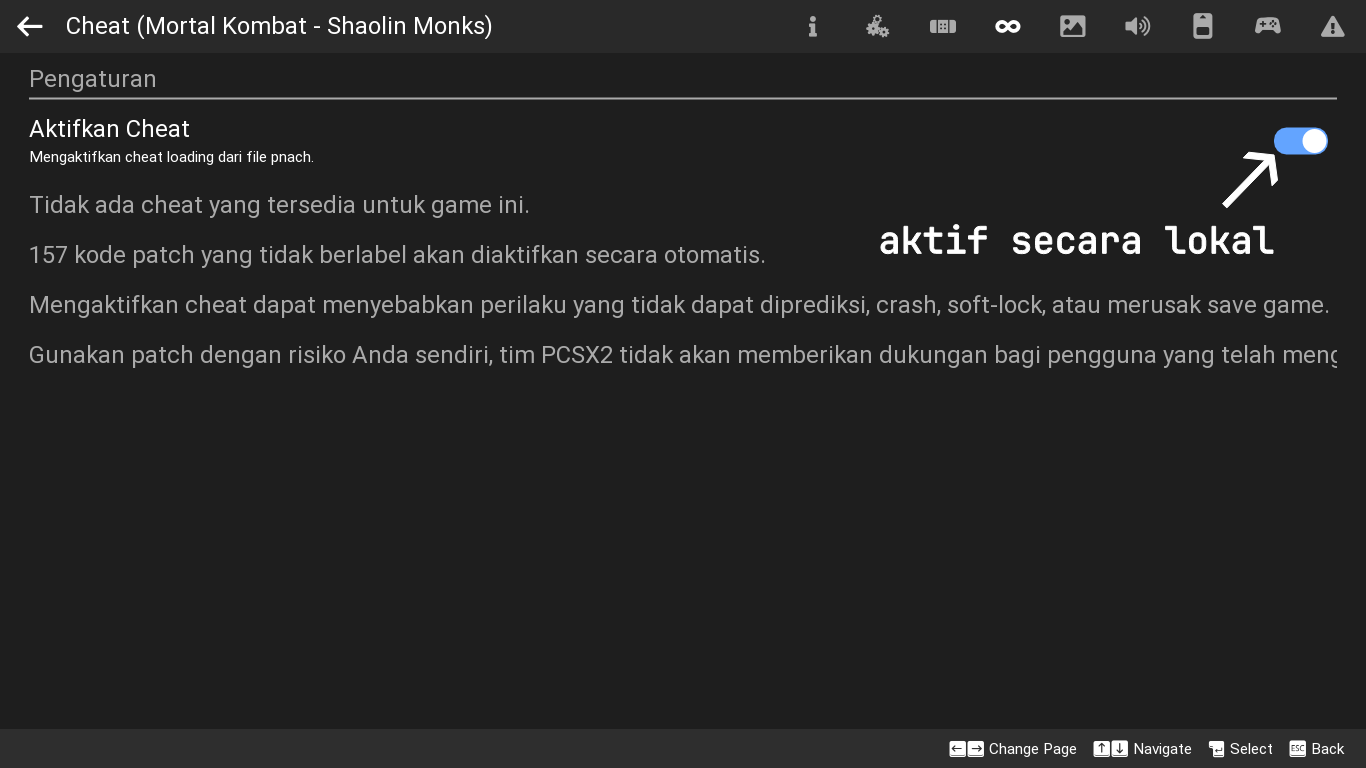 Cheat (Mortal Kombat - Shaolin Monks)
Pengaturan
Aktifkan Cheat
Mengaktifkan cheat loading dari file pnach.
Tidak ada cheat yang tersedia untuk game ini.
aktif secara lokal
157 kode patch yang tidak berlabel akan diaktifkan secara otomatis.
Mengaktifkan cheat dapat menyebabkan perilaku yang tidak dapat diprediksi, crash, soft-lock, atau merusak save game.
Gunakan patch dengan risiko Anda sendiri, tim PCSX2 tidak akan memberikan dukungan bagi pengguna yang telah
Change Page Navigate Select ESC Back